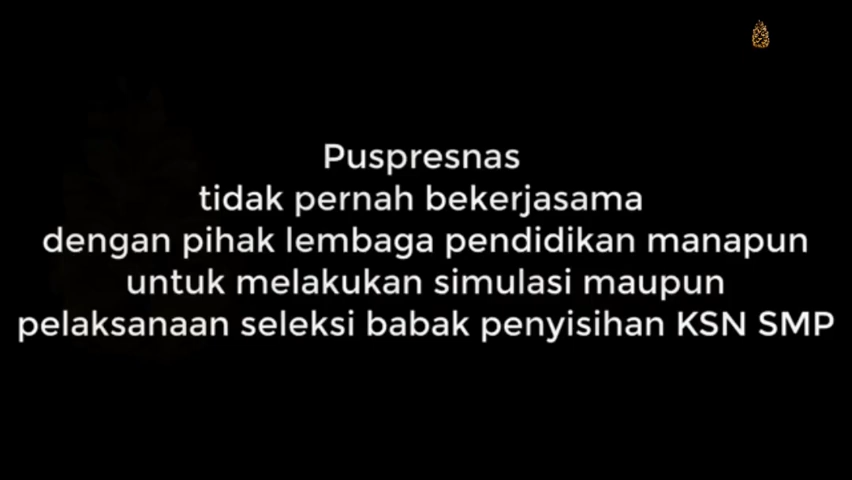 Puspresnas
tidak pernah bekerjasama
dengan pihak lembaga pendidikan manapun
untuk melakukan simulasi maupun
pelaksanaan seleksi babak penyisihan KSN SMP